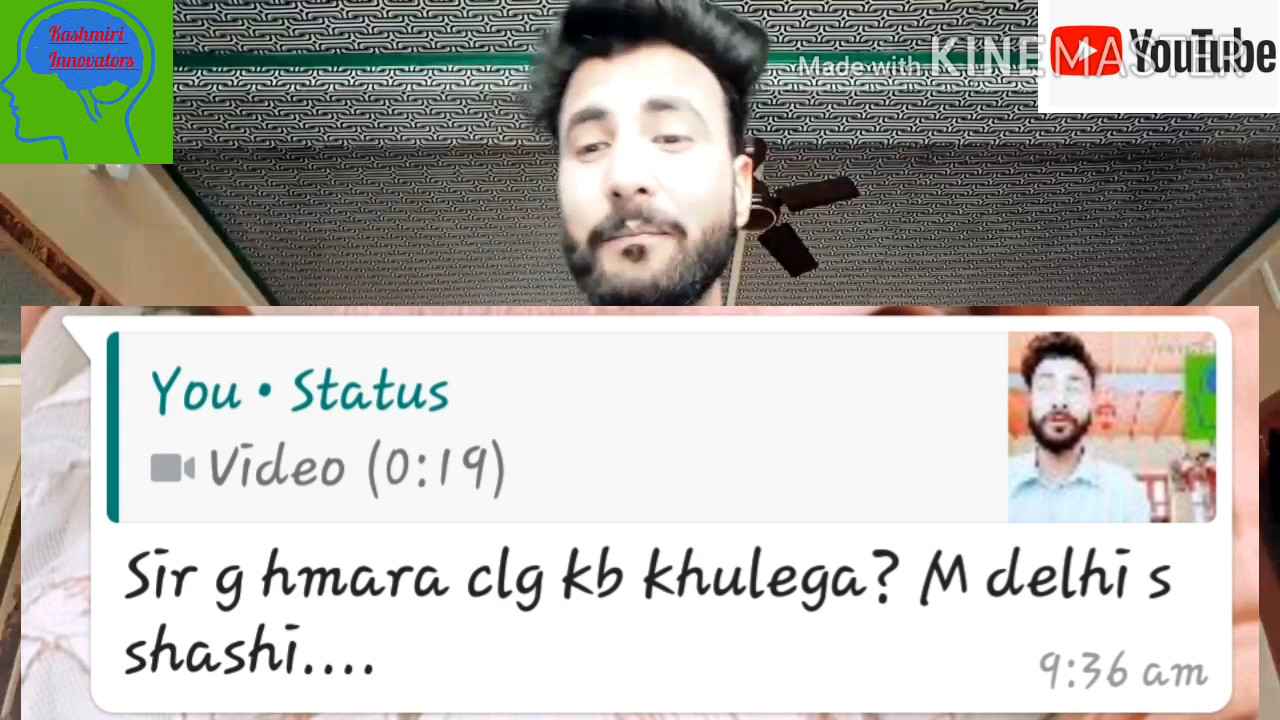 Kashmiri
Innovators
Made with KINEMASTER
YouTube
You • Status
Video (0:19)
Sir g hmara clg kb khulega? M delhi s
shashi....
9:36 am